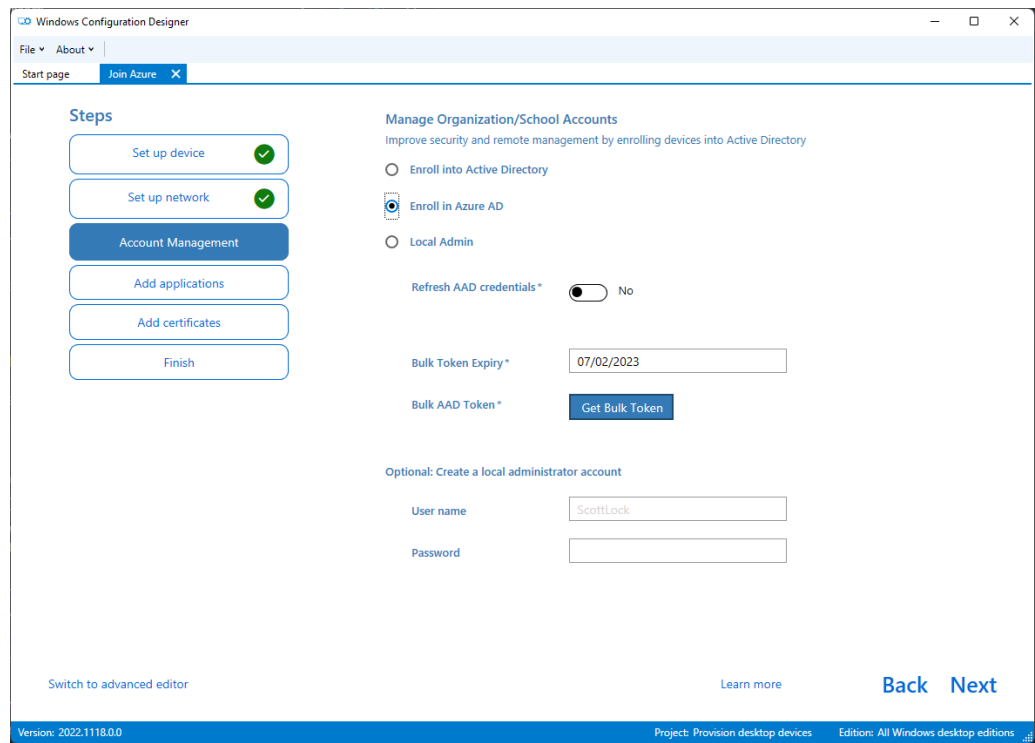 Windows Configuration Designer
File About
Start page Join Azure
Steps
Set up device
Set up network
Account Management
Add applications
Add certificates
Finish
Manage Organization/School Accounts
Improve security and remote management by enrolling devices into Active Directory
Enroll into Active Directory
Enroll in Azure AD
Local Admin
Refresh AAD credentials* No
Bulk Token Expiry* 07/02/2023
Bulk AAD Token* Get Bulk Token
Optional: Create a local administrator account
User name ScottLock
Password
Switch to advanced editor Learn more Back Next
Version: 2022.1118.0.0 Project: Provision desktop devices Edition: All Windows desktop editions